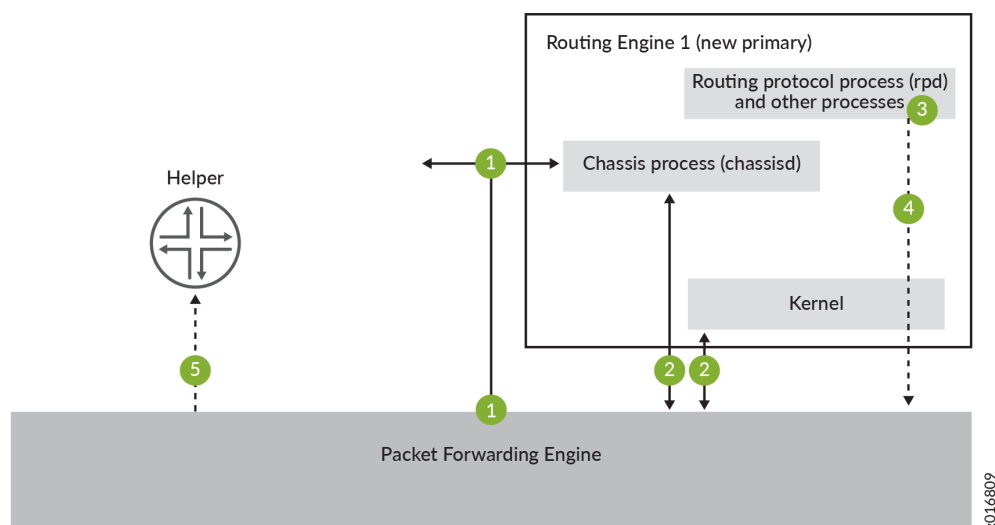 Routing Engine 1 (new primary)
Routing protocol process (rpd)
and other processes
3
1
Chassis process (chassisd)
Helper
4
Kernel
5
2
2
1
Packet Forwarding Engine
g016809